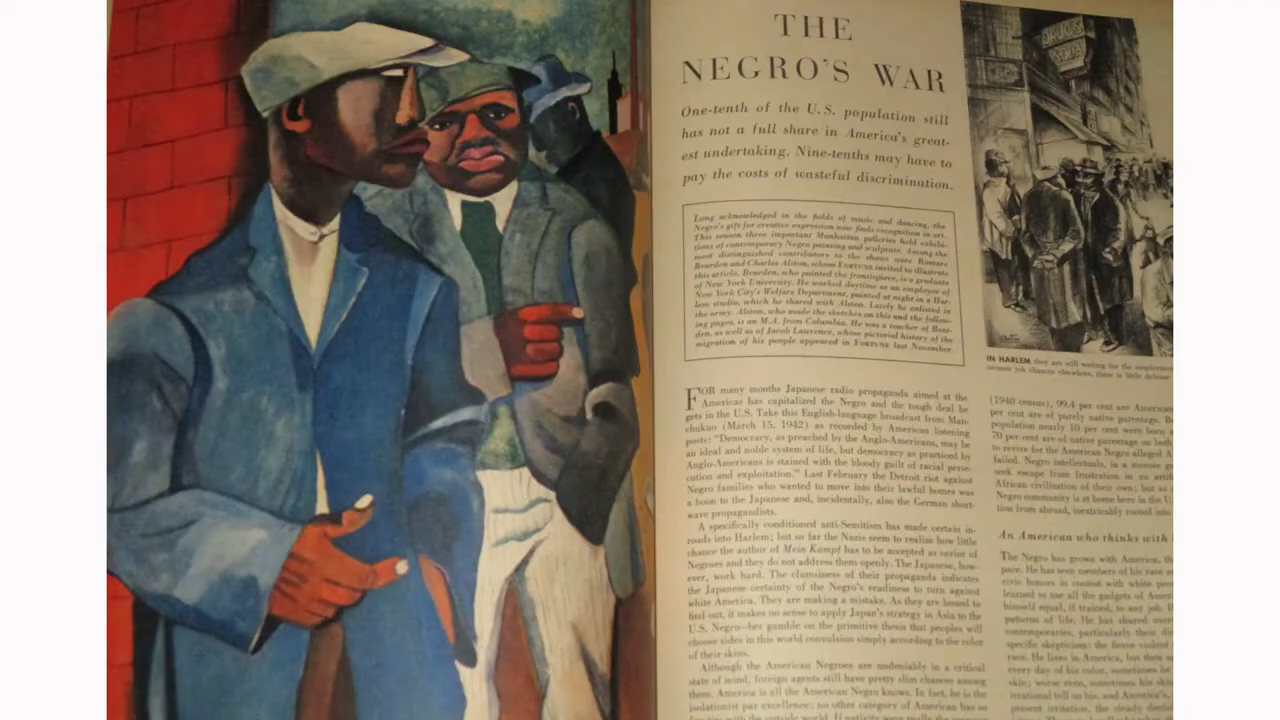 THE
NEGRO'S WAR
One-tenth of the U.S. population still
has not a full share in America's great-
est undertaking. Nine-tenths may have to
pay the costs of wasteful discrimination.
Long acknowledged in the fields of music and dancing, the
Negro's gift for creative expression now finds recognition in art.
This season three important Manhattan galleries held exhibi-
tions of contemporary Negro painting and sculpture. Among the
most distinguished contributors to the shows were Romare
Bearden and Charles Alston, whom FORTUNE invited to illustrate
this article. Bearden, who painted the frontispiece, is a graduate
of New York University. He worked daytime as an employee of
New York City's Welfare Department, painted at night in a Har-
lem studio, which he shared with Alston. Lately he enlisted in
the army. Alston, who made the sketches on this and the follow-
ing pages, is an M.A. from Columbia. He was a teacher of Bear-
den, as well as of Jacob Lawrence, whose pictorial history of the
migration of his people appeared in FORTUNE last November.
FOR many months Japanese radio propaganda aimed at the
Americas has capitalized the Negro and the tough deal he
gets in the U.S. Take this English-language broadcast from Man-
chukuo (March 15, 1942) as recorded by American listening
posts: "Democracy, as preached by the Anglo-Americans, may be
an ideal and noble system of life, but democracy as practiced by
Anglo-Americans is stained with the bloody guilt of racial perse-
cution and exploitation." Last February the Detroit riot against
Negro families who wanted to move into their lawful homes was
a boon to the Japanese and, incidentally, also the German short-
wave propagandists.
A specifically conditioned anti-Semitism has made certain in-
roads into Harlem; but so far the Nazis seem to realize how little
chance the author of Mein Kampf has to be accepted as savior of
Negroes and they do not address them openly. The Japanese, how-
ever, work hard. The clumsiness of their propaganda indicates
the Japanese certainty of the Negro's readiness to turn against
white America. They are making a mistake. As they are bound to
find out, it makes no sense to apply Japan's strategy in Asia to the
U.S. Negro—her gamble on the primitive thesis that peoples will
choose sides in this world convulsion simply according to the color
of their skins.
Although the American Negroes are undeniably in a critical
state of mind, foreign agents still have pretty slim chances among
them. America is all the American Negro knows. In fact, he is the
isolationist par excellence; no other category of American has so
DRUGS
SODA
IN HARLEM they are still waiting for the
increase job chances elsewhere, there is little defense
(1940 census), 99.4 per cent are American
per cent are of purely native parentage.
population nearly 10 per cent were born
70 per cent are of native parentage on both
to revive for the American Negro alleged
failed. Negro intellectuals, in a morose
seek escape from frustration in an
African civilization of their own; but as
Negro community is at home here in the U.
tion from abroad, inextricably rooted into
An American who thinks with
The Negro has grown with America,
pace. He has seen members of his race
civic honors in contest with white
learned to use all the gadgets of
himself equal, if trained, to any job.
patterns of life. He has shared
contemporaries, particularly their
specific skepticism: the fierce violent
race. He lives in America, but then
every day of his color, sometimes
skin; worse even, sometimes his skin
irrational toll on his, and America's,
present irritation, the steady